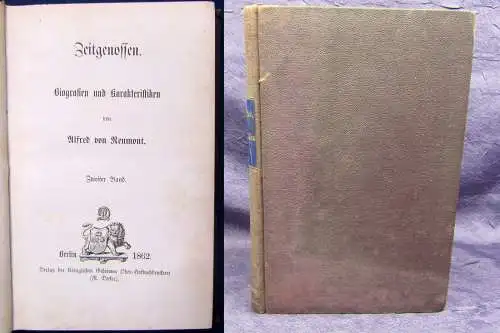 Zeitgenossen.
Biografien und Karakteristiken
von
Alfred von Reumont.
Zweiter Band.
Berlin 1862.
Verlag der Königlichen Geheimen Ober-Hofbuchdruckerei
(R. Decker).